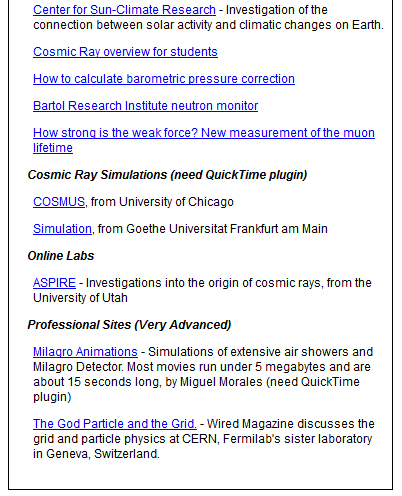 Center for Sun-Climate Research - Investigation of the
connection between solar activity and climatic changes on Earth.
Cosmic Ray overview for students
How to calculate barometric pressure correction
Bartol Research Institute neutron monitor
How strong is the weak force? New measurement of the muon
lifetime
Cosmic Ray Simulations (need QuickTime plugin)
COSMUS, from University of Chicago
Simulation, from Goethe Universitat Frankfurt am Main
Online Labs
ASPIRE - Investigations into the origin of cosmic rays, from the
University of Utah
Professional Sites (Very Advanced)
Milagro Animations - Simulations of extensive air showers and
Milagro Detector. Most movies run under 5 megabytes and are
about 15 seconds long, by Miguel Morales (need QuickTime
plugin)
The God Particle and the Grid. - Wired Magazine discusses the
grid and particle physics at CERN, Fermilab's sister laboratory
in Geneva, Switzerland.